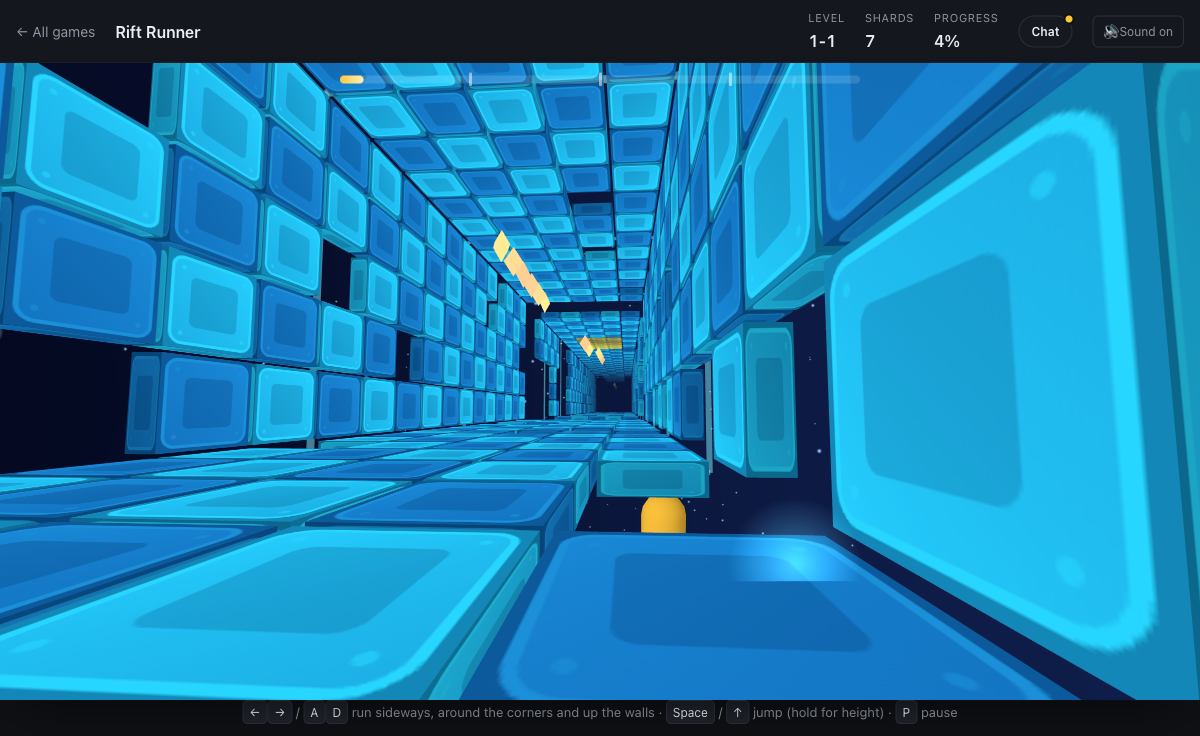 ← All games
Rift Runner
LEVEL
1-1
SHARDS
7
PROGRESS
4%
Chat
🔊Sound on
← → / A D run sideways, around the corners and up the walls · Space / ↑ jump (hold for height) · P pause